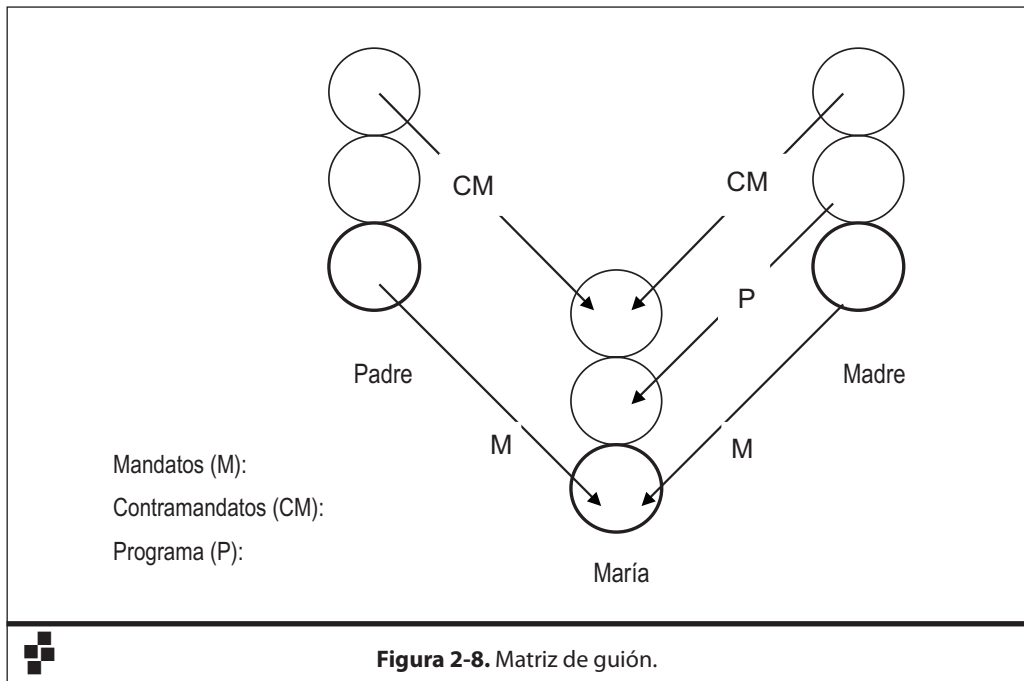 CM
CM
P
Padre
Madre
M
M
Mandatos (M):
Contramandatos (CM):
Programa (P):
María
Figura 2-8. Matriz de guión.